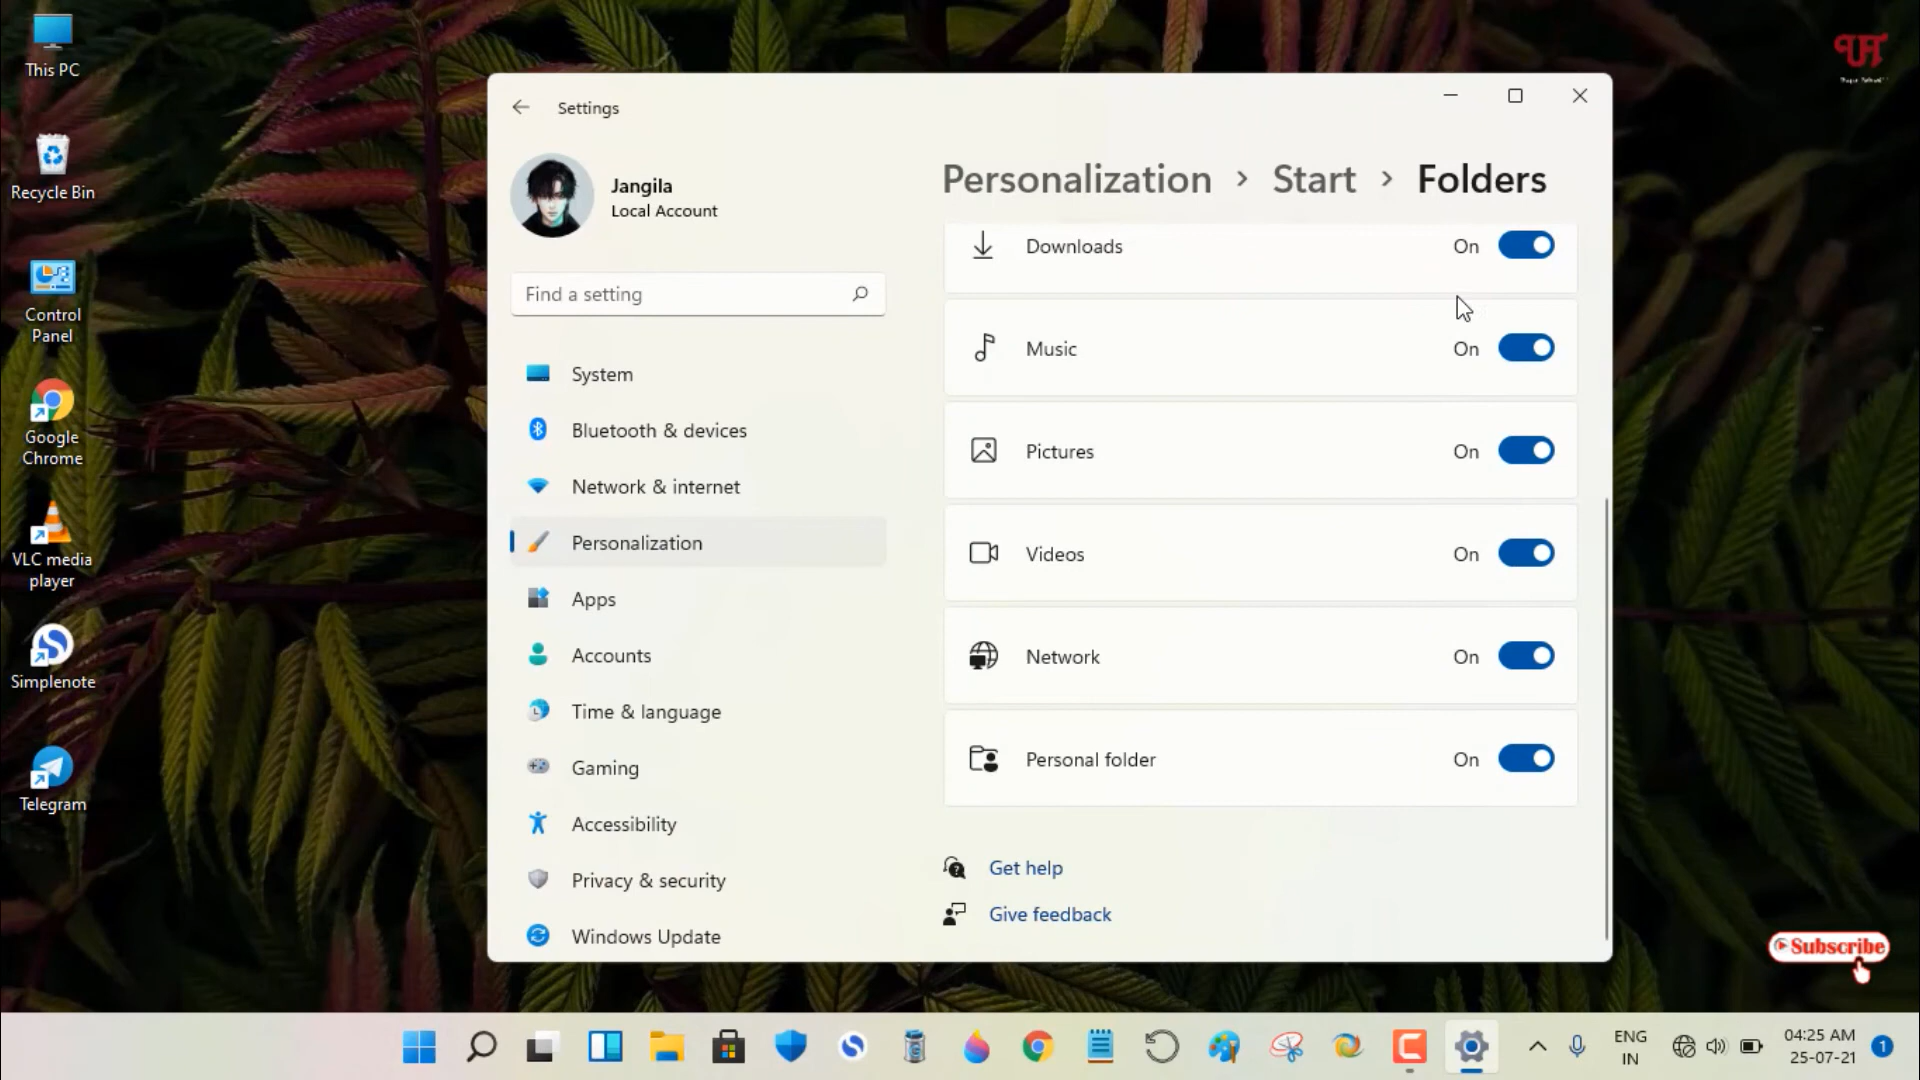 This PC
Recycle Bin
Control
Panel
Google
Chrome
VLC media
player
Simplenote
Telegram
Settings
Jangila
Local Account
Find a setting
System
Bluetooth & devices
Network & internet
Personalization
Apps
Accounts
Time & language
Gaming
Accessibility
Privacy & security
Windows Update
Personalization > Start > Folders
Downloads On
Music On
Pictures On
Videos On
Network On
Personal folder On
Get help
Give feedback
Subscribe
ENG
IN
04:25 AM
25-07-21
1